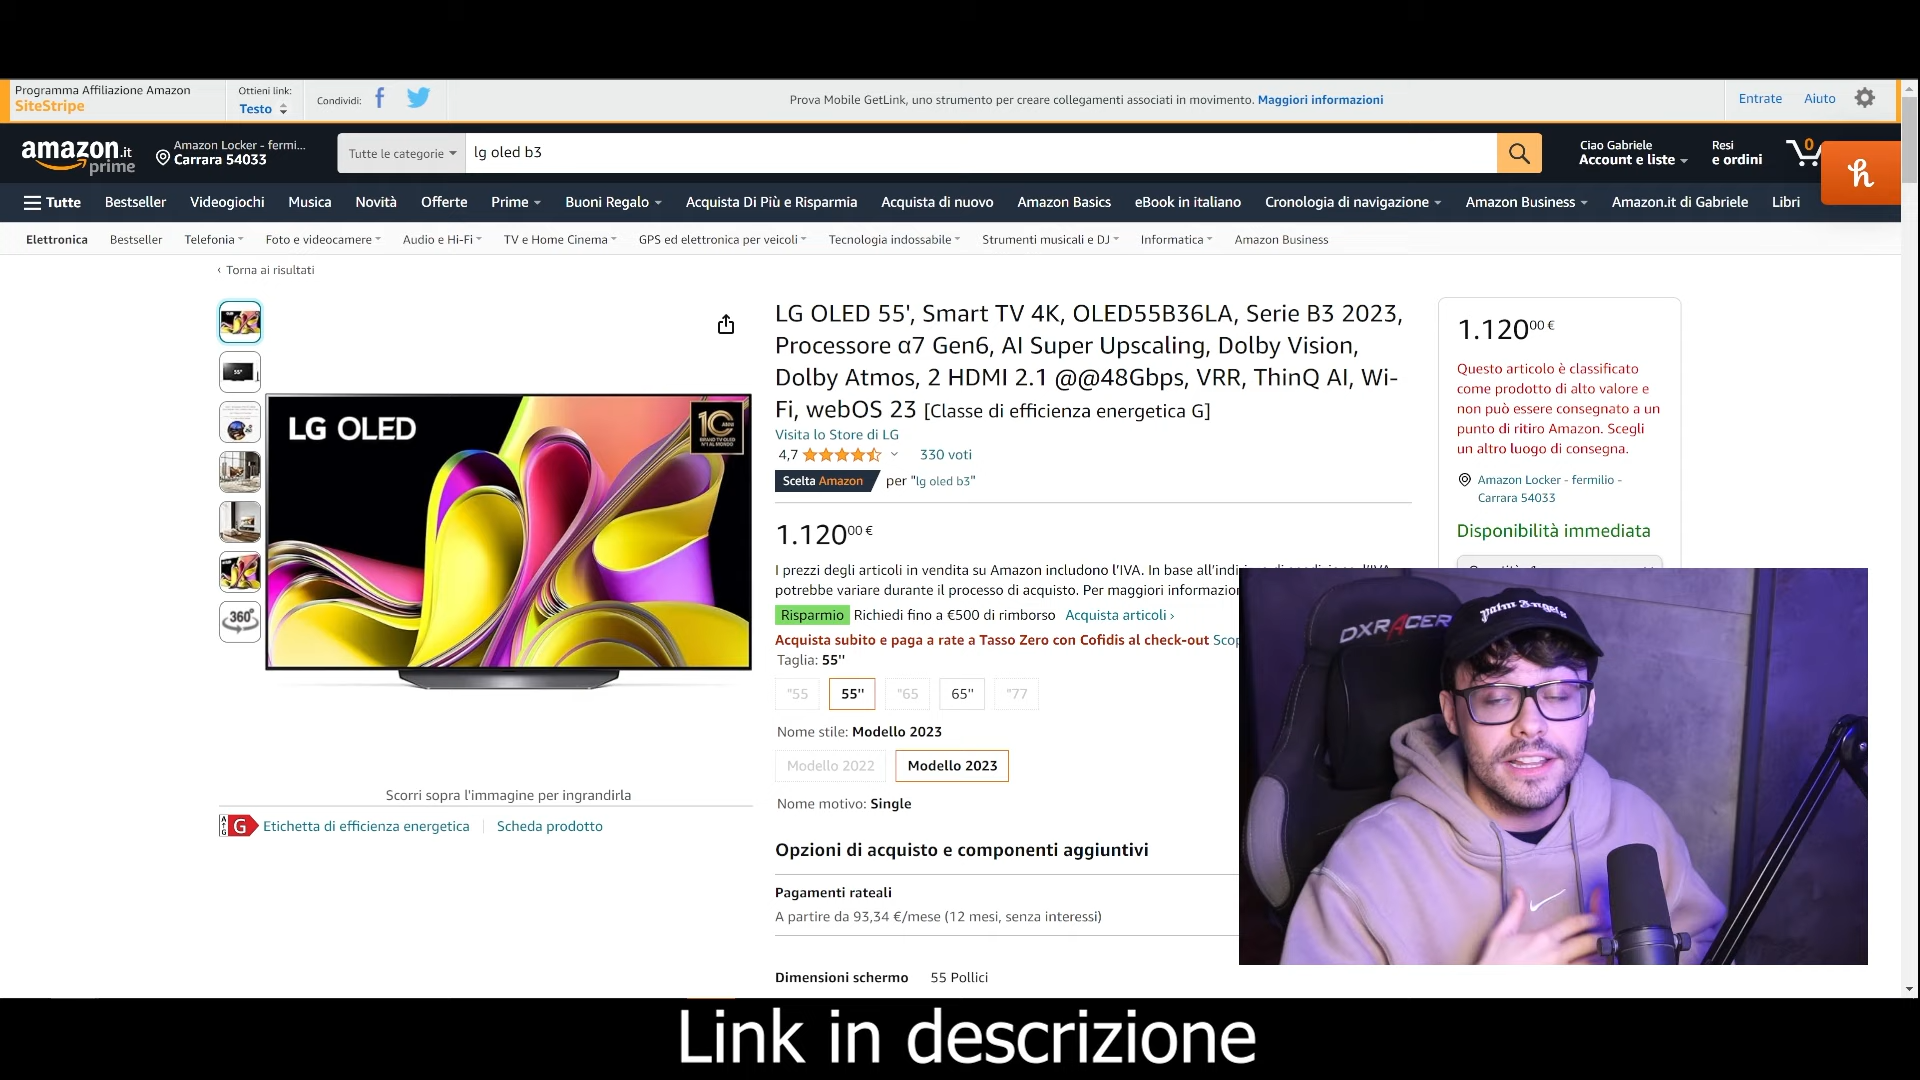 Programma Affiliazione Amazon
SiteStripe
Ottieni link:
Testo
Condividi:
Prova Mobile GetLink, uno strumento per creare collegamenti associati in movimento. Maggiori informazioni
Entrate
Aiuto
amazon.it
prime
Amazon Locker - fermi...
Carrara 54033
Tutte le categorie
lg oled b3
Ciao Gabriele
Account e liste
Resi
e ordini
0
Tutte
Bestseller
Videogiochi
Musica
Novità
Offerte
Prime
Buoni Regalo
Acquista Di Più e Risparmia
Acquista di nuovo
Amazon Basics
eBook in italiano
Cronologia di navigazione
Amazon Business
Amazon.it di Gabriele
Libri
Elettronica
Bestseller
Telefonia
Foto e videocamere
Audio e Hi-Fi
TV e Home Cinema
GPS ed elettronica per veicoli
Tecnologia indossabile
Strumenti musicali e DJ
Informatica
Amazon Business
‹ Torna ai risultati
LG OLED
10
55"
360°
Scorri sopra l'immagine per ingrandirla
G
Etichetta di efficienza energetica
Scheda prodotto
LG OLED 55', Smart TV 4K, OLED55B36LA, Serie B3 2023,
Processore α7 Gen6, AI Super Upscaling, Dolby Vision,
Dolby Atmos, 2 HDMI 2.1 @@48Gbps, VRR, ThinQ AI, Wi-
Fi, webOS 23 [Classe di efficienza energetica G]
Visita lo Store di LG
4,7
330 voti
Scelta Amazon per "lg oled b3"
1.120,00 €
I prezzi degli articoli in vendita su Amazon includono l'IVA. In base all'indi
potrebbe variare durante il processo di acquisto. Per maggiori informazio
Risparmio Richiedi fino a €500 di rimborso Acquista articoli ›
Acquista subito e paga a rate a Tasso Zero con Cofidis al check-out Scop
Taglia: 55''
"55
55''
"65
65''
"77
Nome stile: Modello 2023
Modello 2022
Modello 2023
Nome motivo: Single
Opzioni di acquisto e componenti aggiuntivi
Pagamenti rateali
A partire da 93,34 €/mese (12 mesi, senza interessi)
Dimensioni schermo 55 Pollici
1.120,00 €
Questo articolo è classificato
come prodotto di alto valore e
non può essere consegnato a un
punto di ritiro Amazon. Scegli
un altro luogo di consegna.
Amazon Locker - fermilio -
Carrara 54033
Disponibilità immediata
DXRACER
Palm Angels
Link in descrizione